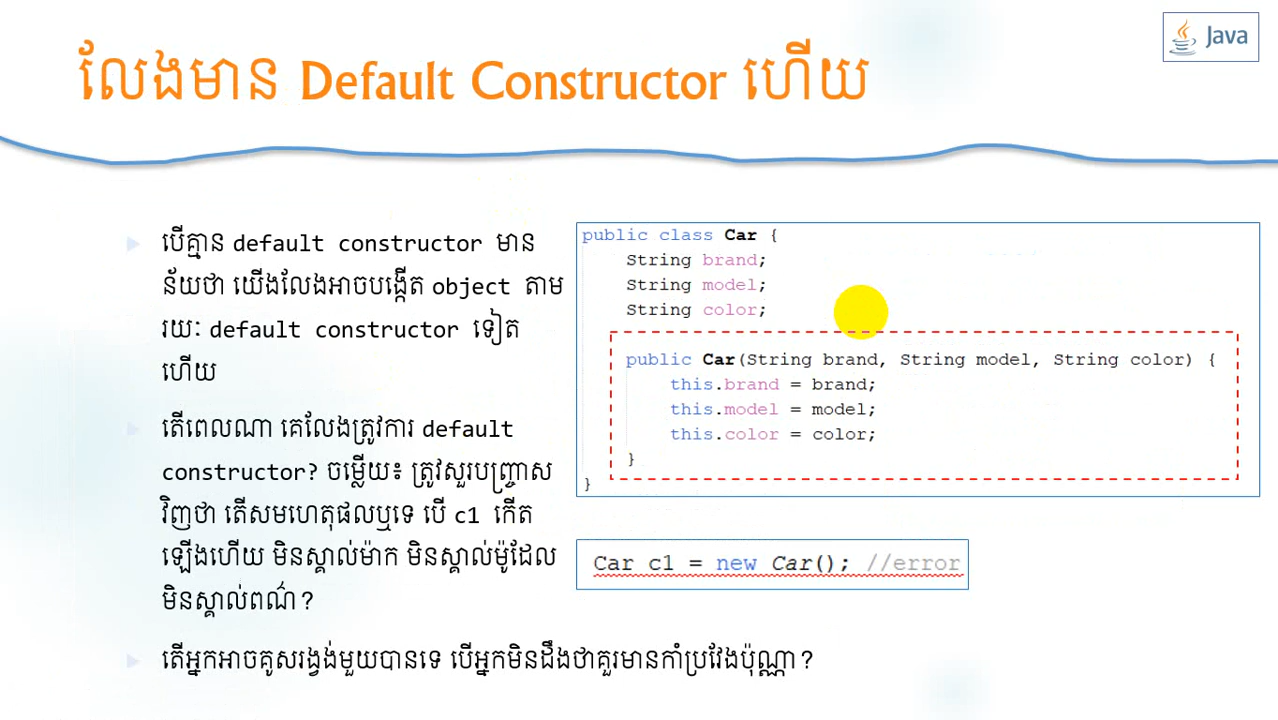 Java
លែងមាន Default Constructor ហើយ
បើគ្មាន default constructor មាន
ន័យថា យើងលែងអាចបង្កើត object តាម
រយៈ default constructor ទៀត
ហើយ
តើពេលណា គេលែងត្រូវការ default
constructor? ចម្លើយ៖ ត្រូវសួរបញ្ច្រាស
វិញថា តើសមហេតុផលឬទេ បើ c1 កើត
ឡើងហើយ មិនស្គាល់ម៉ាក មិនស្គាល់ម៉ូដែល
មិនស្គាល់ពណ៌?
តើអ្នកអាចគូសរង្វង់មួយបានទេ បើអ្នកមិនដឹងថាគួរមានកាំប្រវែងប៉ុណ្ណា?
public class Car {
String brand;
String model;
String color;
public Car(String brand, String model, String color) {
this.brand = brand;
this.model = model;
this.color = color;
}
}
Car c1 = new Car(); //error